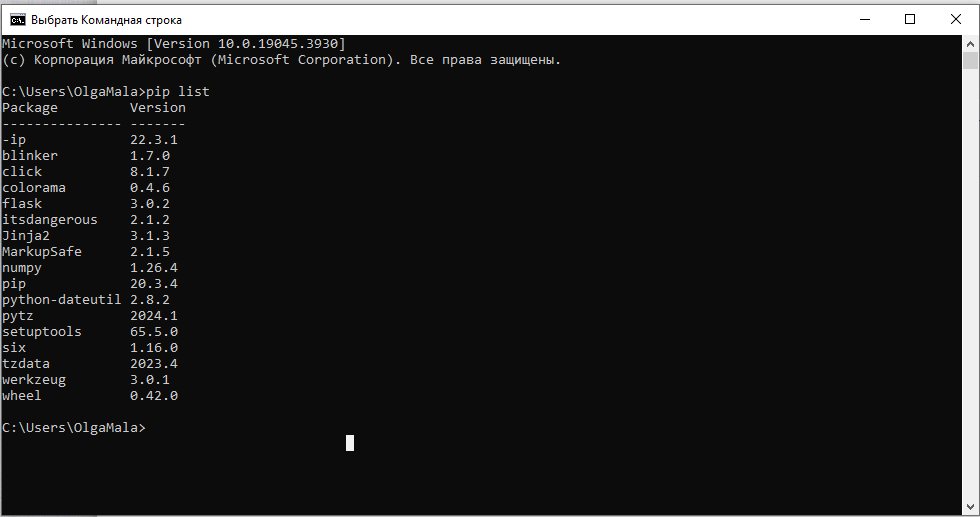 Выбрать Командная строка
Microsoft Windows [Version 10.0.19045.3930]
(c) Корпорация Майкрософт (Microsoft Corporation). Все права защищены.
C:\Users\OlgaMala>pip list
Package Version
--------------- -------
-ip 22.3.1
blinker 1.7.0
click 8.1.7
colorama 0.4.6
flask 3.0.2
itsdangerous 2.1.2
Jinja2 3.1.3
MarkupSafe 2.1.5
numpy 1.26.4
pip 20.3.4
python-dateutil 2.8.2
pytz 2024.1
setuptools 65.5.0
six 1.16.0
tzdata 2023.4
werkzeug 3.0.1
wheel 0.42.0
C:\Users\OlgaMala>